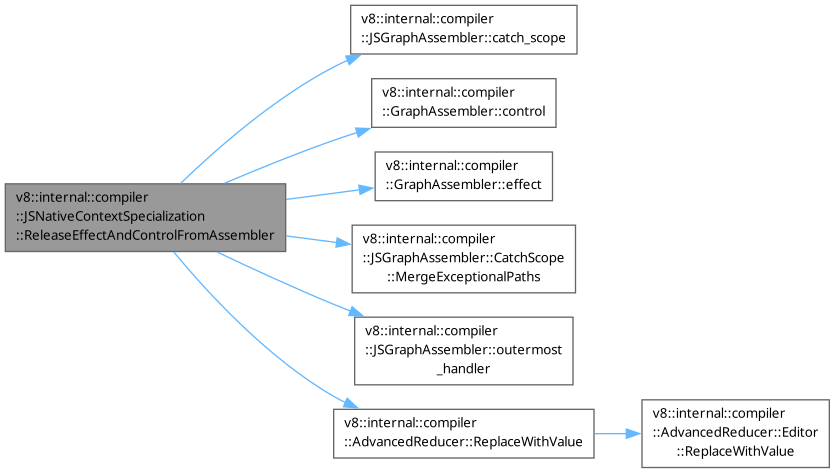 v8::internal::compiler
::JSGraphAssembler::catch_scope
v8::internal::compiler
::GraphAssembler::control
v8::internal::compiler
::GraphAssembler::effect
v8::internal::compiler
::JSNativeContextSpecialization
::ReleaseEffectAndControlFromAssembler
v8::internal::compiler
::JSGraphAssembler::CatchScope
::MergeExceptionalPaths
v8::internal::compiler
::JSGraphAssembler::outermost
_handler
v8::internal::compiler
::AdvancedReducer::ReplaceWithValue
v8::internal::compiler
::AdvancedReducer::Editor
::ReplaceWithValue